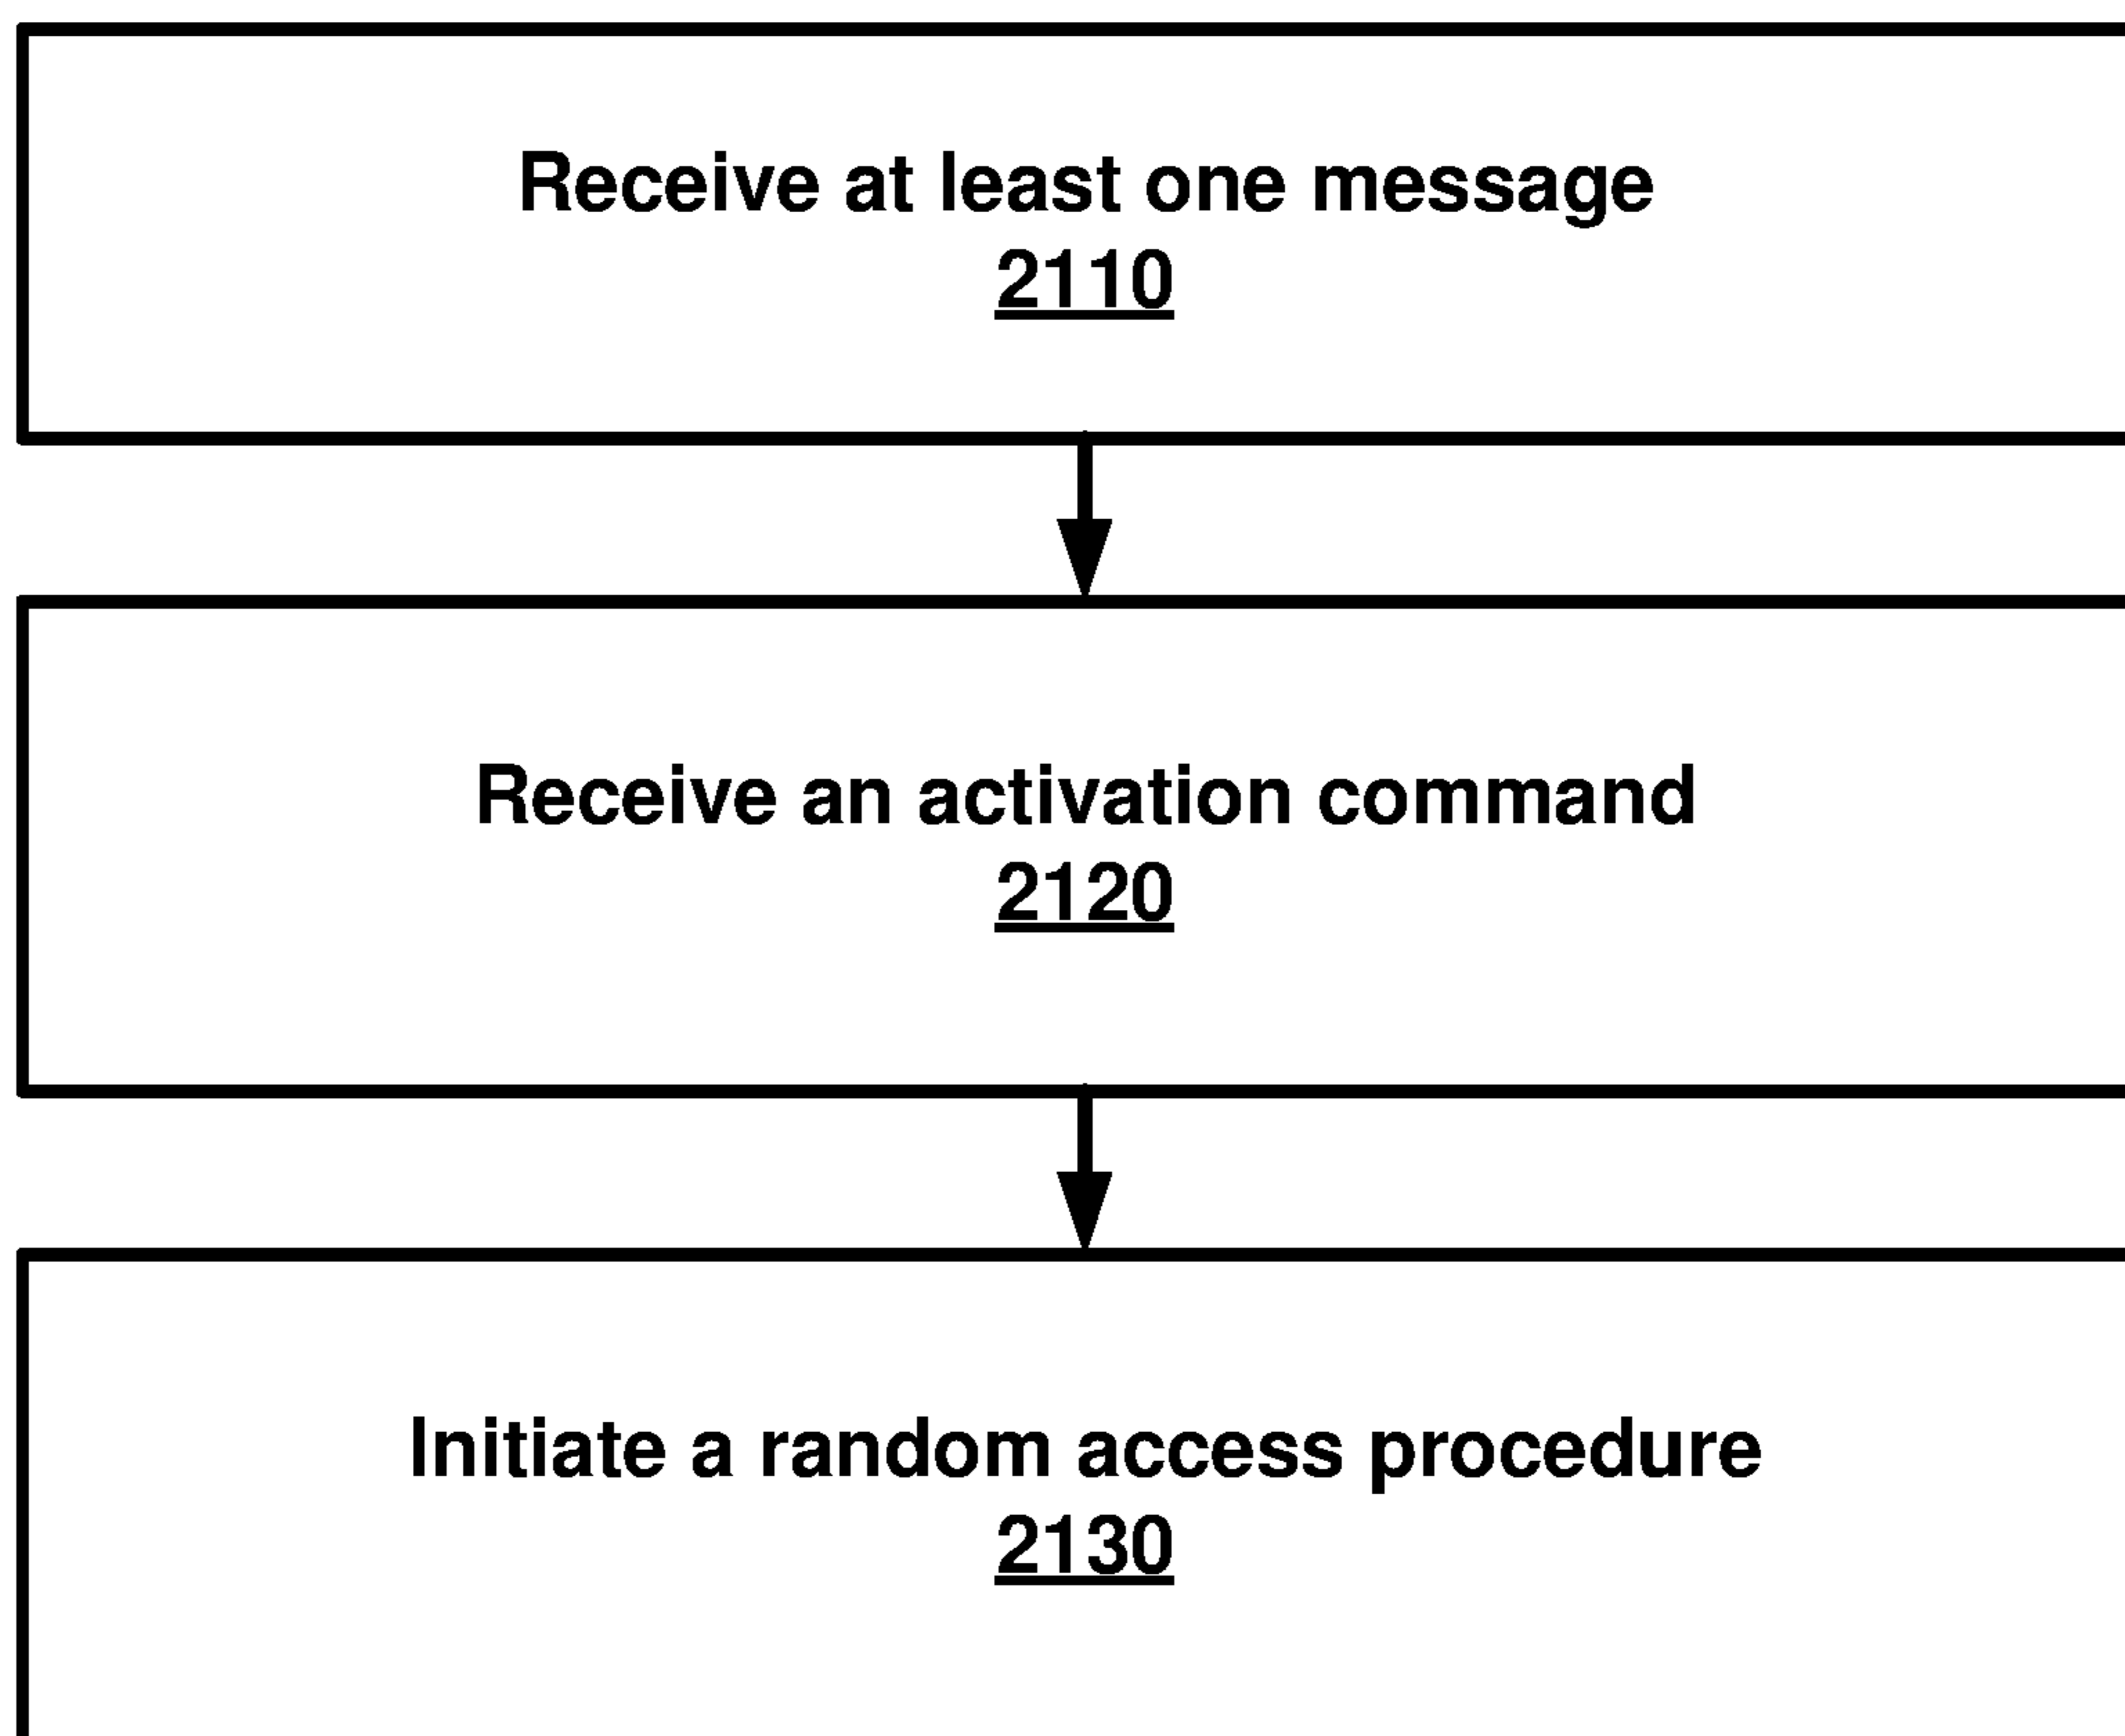 Receive at least one message
2110
Receive an activation command
2120
Initiate a random access procedure
2130